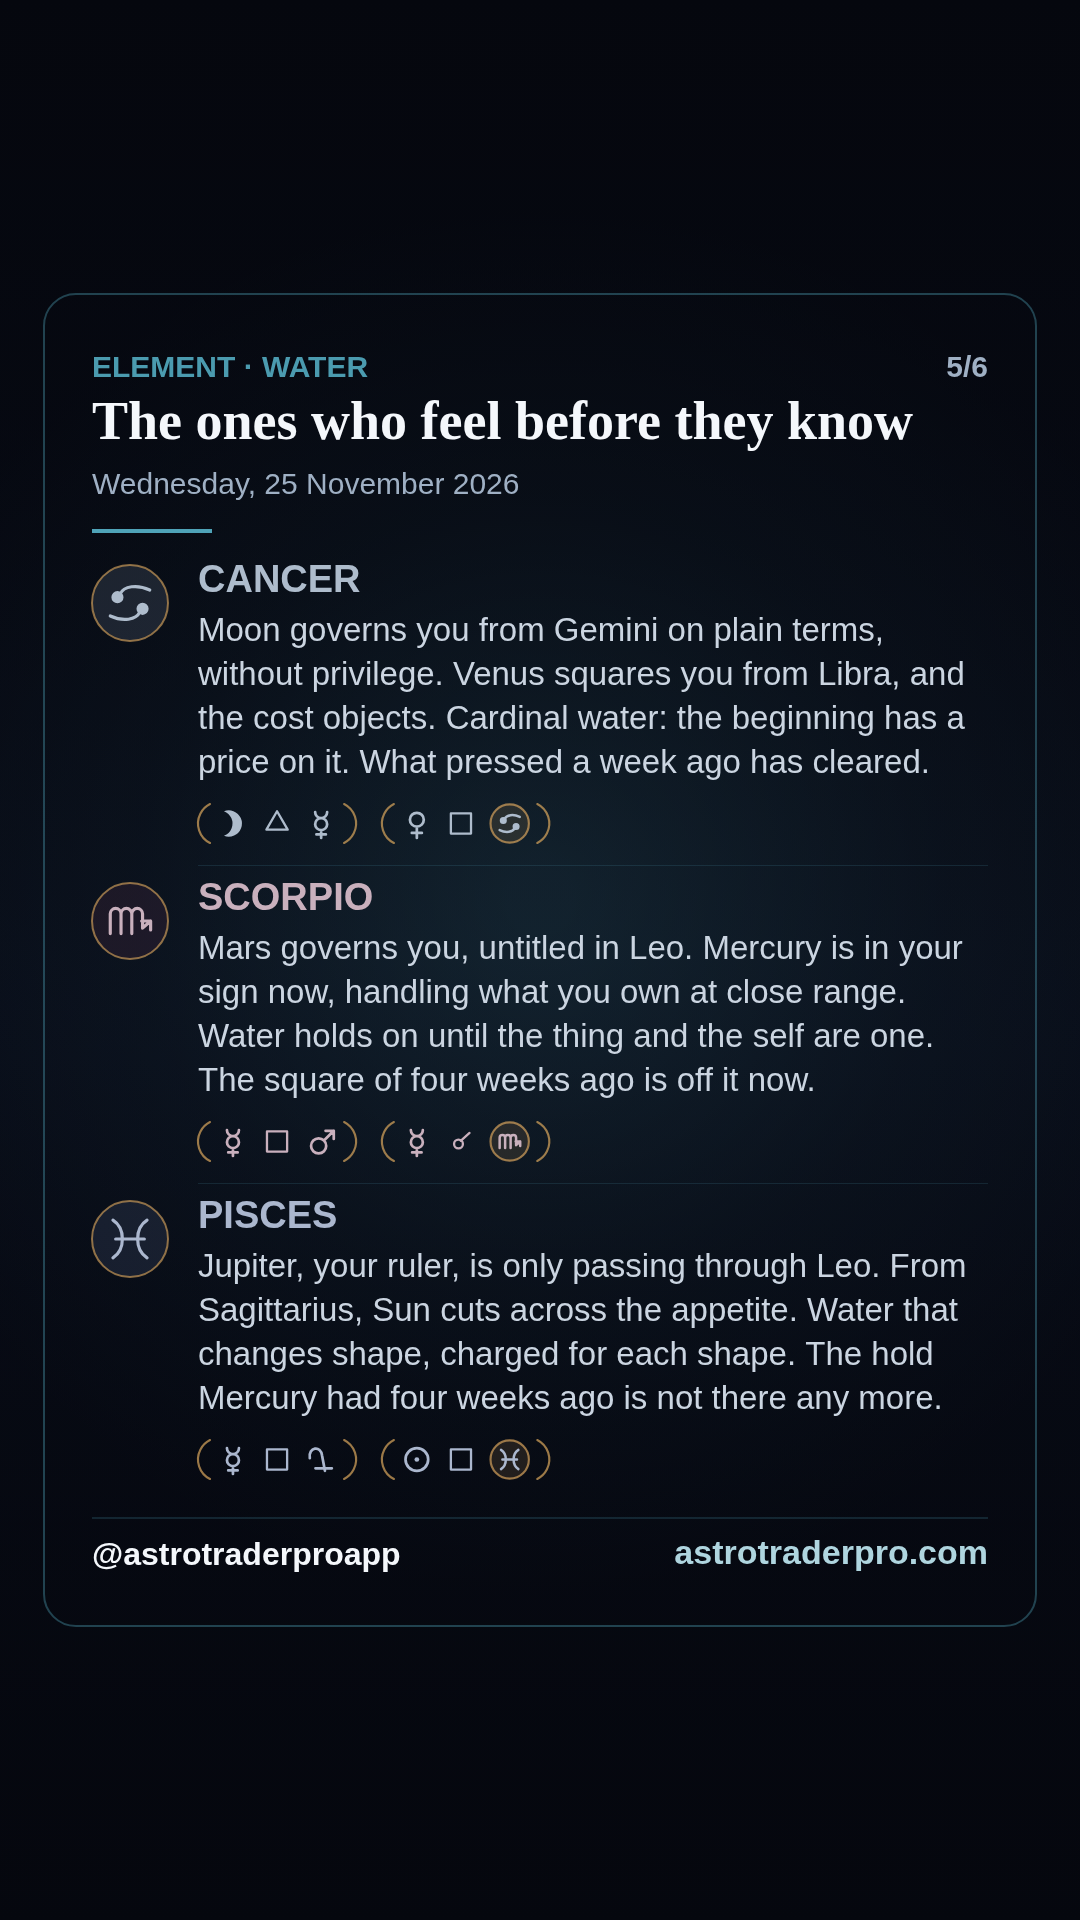 ELEMENT · WATER
5/6
The ones who feel before they know
Wednesday, 25 November 2026
CANCER
Moon governs you from Gemini on plain terms,
without privilege. Venus squares you from Libra, and
the cost objects. Cardinal water: the beginning has a
price on it. What pressed a week ago has cleared.
SCORPIO
Mars governs you, untitled in Leo. Mercury is in your
sign now, handling what you own at close range.
Water holds on until the thing and the self are one.
The square of four weeks ago is off it now.
PISCES
Jupiter, your ruler, is only passing through Leo. From
Sagittarius, Sun cuts across the appetite. Water that
changes shape, charged for each shape. The hold
Mercury had four weeks ago is not there any more.
@astrotraderproapp
astrotraderpro.com